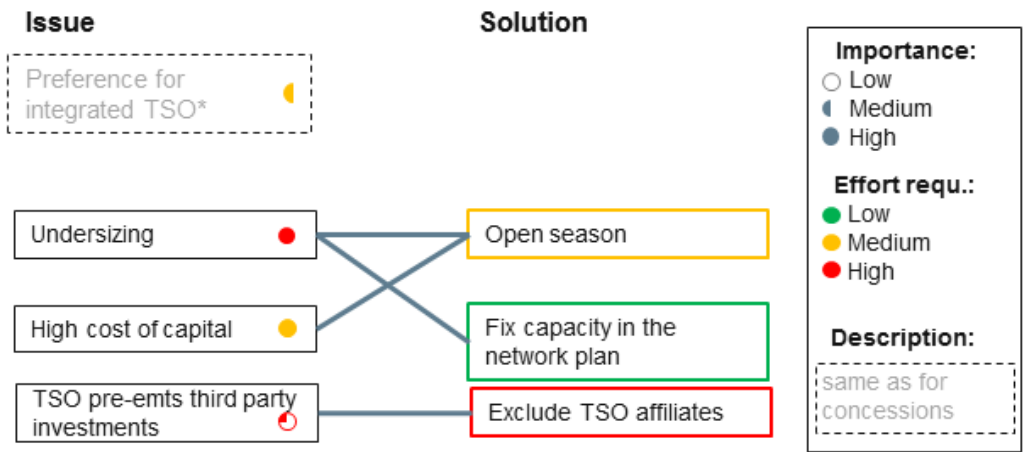 Issue
Solution
Preference for
integrated TSO*
Undersizing
Open season
High cost of capital
Fix capacity in the
network plan
TSO pre-emts third party
investments
Exclude TSO affiliates
Importance:
Low
Medium
High
Effort requ.:
Low
Medium
High
Description:
same as for
concessions